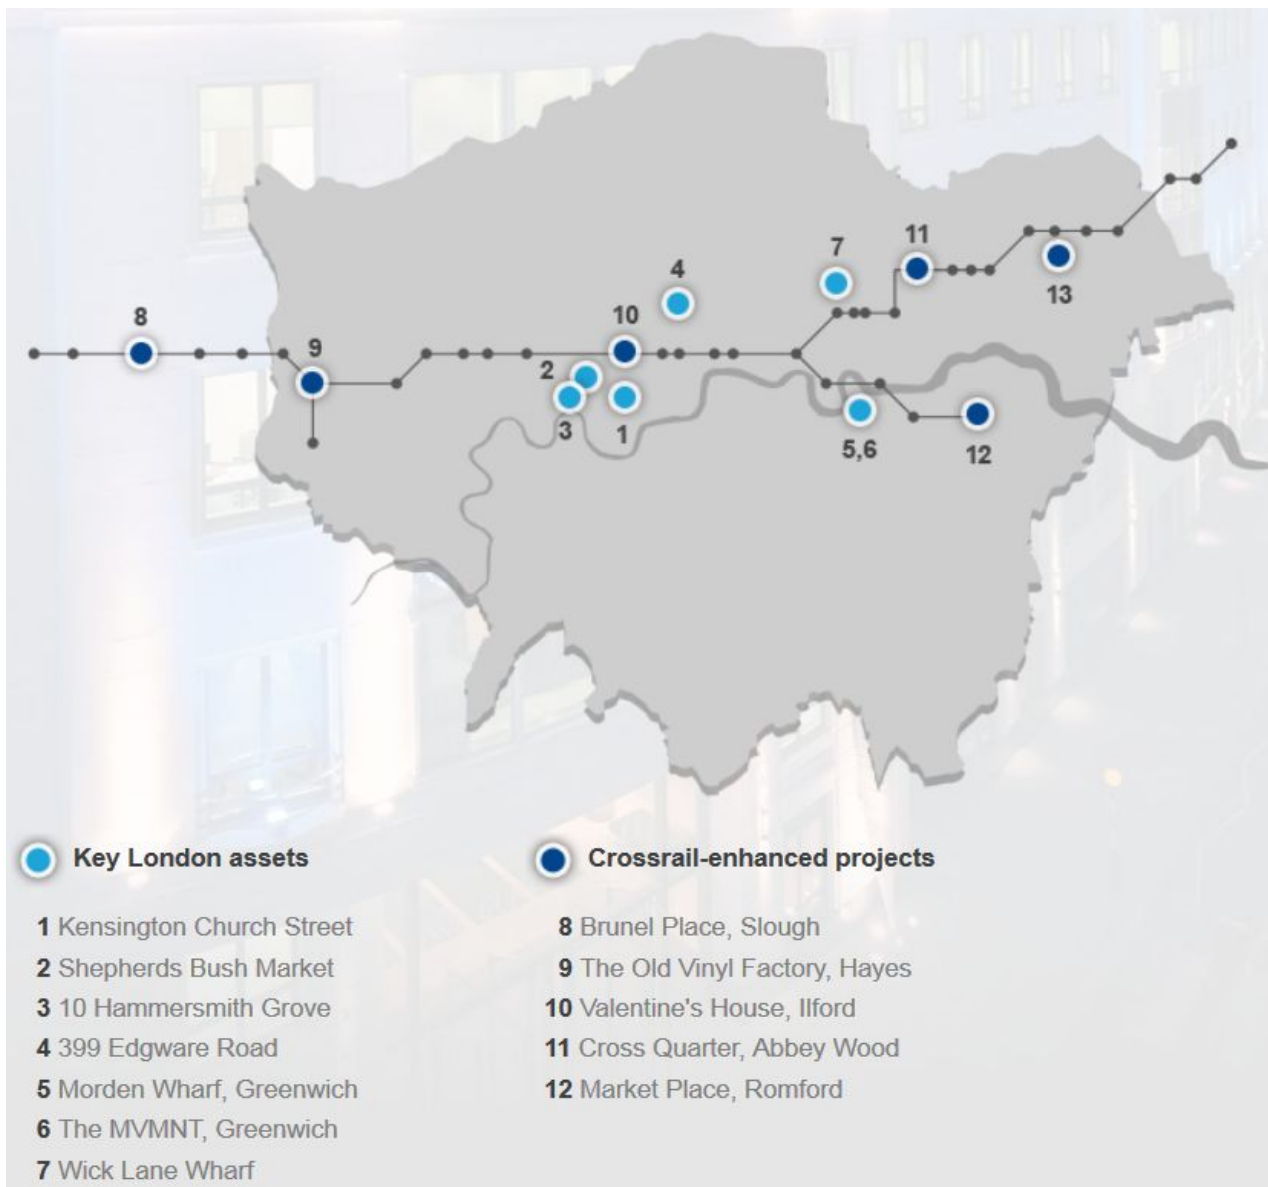 11
7
4
13
8
10
9
2
3
1
5,6
12
Key London assets
1 Kensington Church Street
2 Shepherds Bush Market
3 10 Hammersmith Grove
4 399 Edgware Road
5 Morden Wharf, Greenwich
6 The MVMNT, Greenwich
7 Wick Lane Wharf
Crossrail-enhanced projects
8 Brunel Place, Slough
9 The Old Vinyl Factory, Hayes
10 Valentine's House, Ilford
11 Cross Quarter, Abbey Wood
12 Market Place, Romford